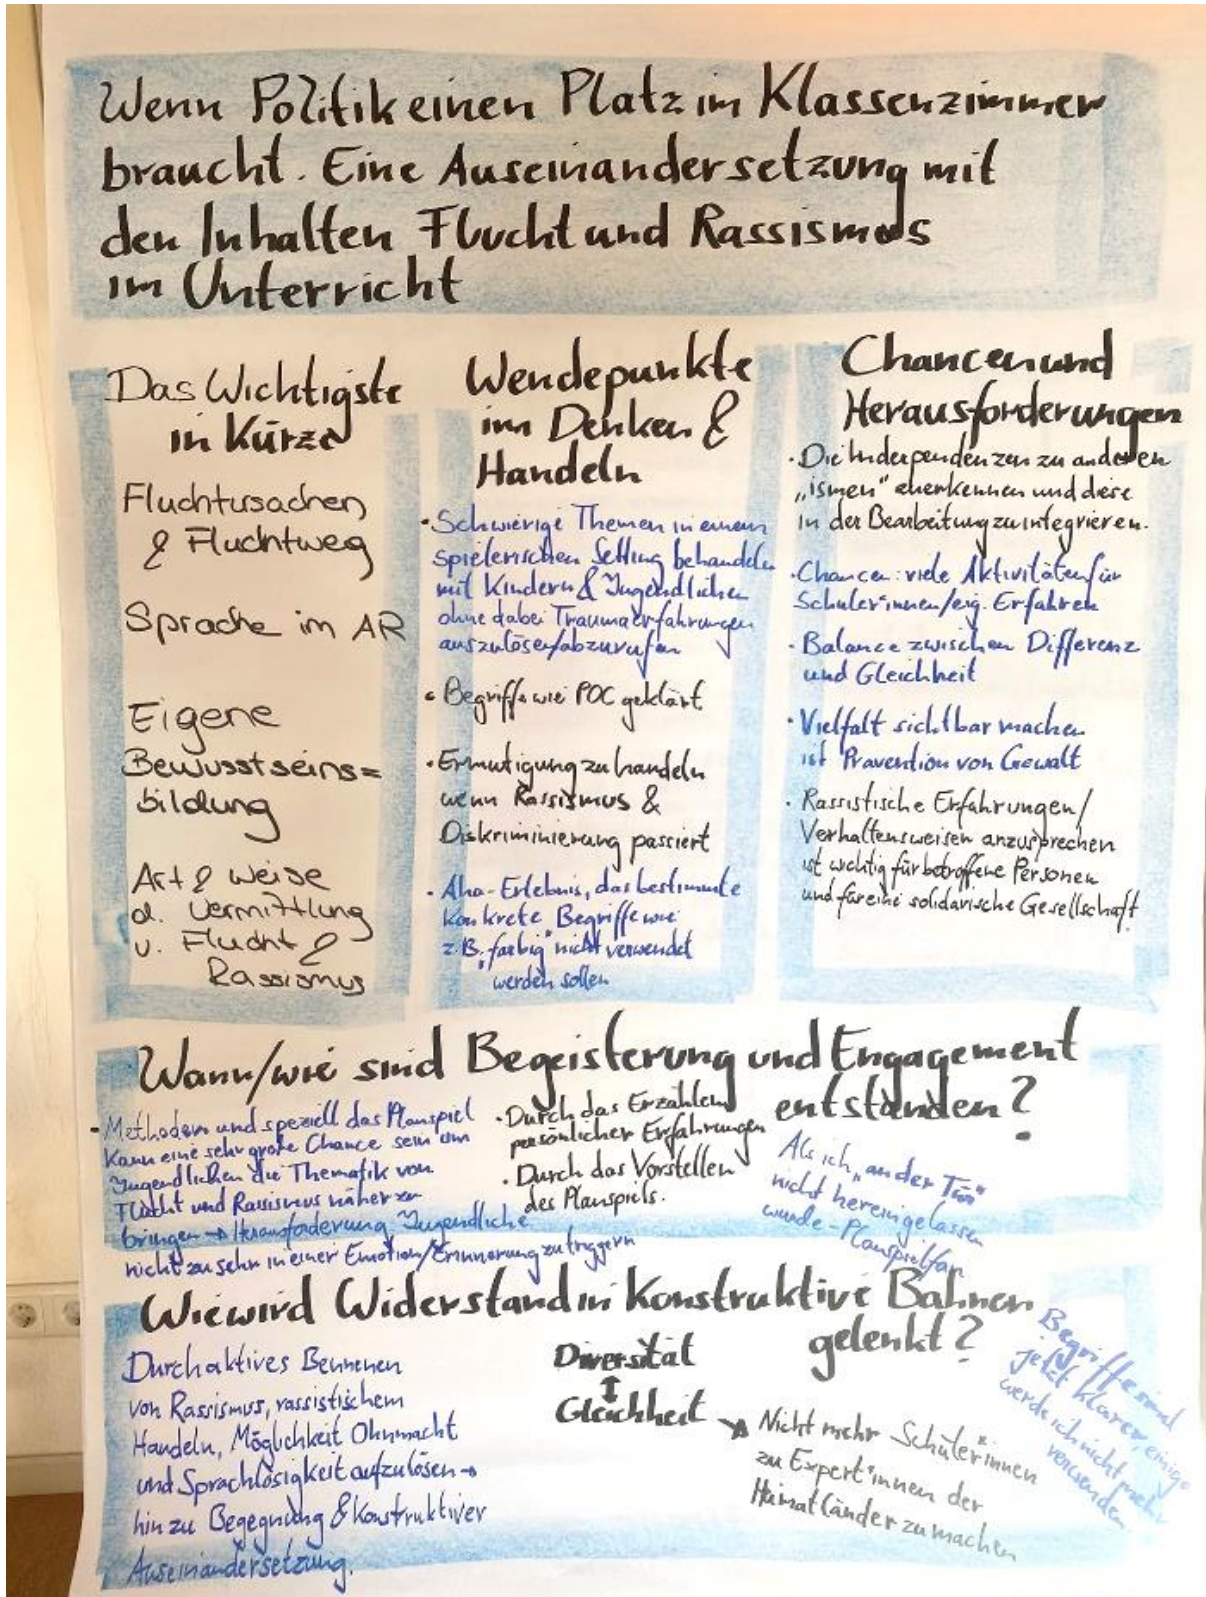 Wenn Politik einen Platz im Klassenzimmer
braucht. Eine Auseinandersetzung mit
den Inhalten Flucht und Rassismus
im Unterricht
Das Wichtigste
in Kürze
Fluchtursachen
& Fluchtweg
Sprache im AR
Eigene
Bewusstseins=
bildung
Art & Weise
d. Vermittlung
v. Flucht &
Rassismus
Wendepunkte
im Denken &
Handeln
· Schwierige Themen in einem
spielerischen Setting behandeln
mit Kindern & Jugendlichen
ohne dabei Traumaerfahrungen
auszulösen/abzurufen
· Begriffe wie POC geklärt
· Ermutigung zu handeln
wenn Rassismus &
Diskriminierung passiert
· Aha-Erlebnis, das bestimmte
konkrete Begriffe wie
z.B. „farbig" nicht verwendet
werden sollen
Chancen und
Herausforderungen
· Die Inderpendenzen zu anderen
„ismen" anerkennen und diese
in der Bearbeitung zu integrieren.
· Chancen: viele Aktivitäten für
Schüler*innen/eig. Erfahren
· Balance zwischen Differenz
und Gleichheit
· Vielfalt sichtbar machen
ist Prävention von Gewalt
· Rassistische Erfahrungen/
Verhaltensweisen anzusprechen
ist wichtig für betroffene Personen
und für eine solidarische Gesellschaft
Wann/wie sind Begeisterung und Engagement
entstanden?
- Methoden und speziell das Planspiel
kann eine sehr große Chance sein um
Jugendlichen die Thematik von
Flucht und Rassismus näher zu
bringen → Herausforderung Jugendliche
nicht zu sehr in einer Emotion/Erinnerung zu triggern
· Durch das Erzählen
persönlicher Erfahrungen
· Durch das Vorstellen
des Planspiels.
Als ich „an der Tür"
nicht hereingelassen
wurde - Planspiel
Wie wird Widerstand in konstruktive Bahnen
gelenkt?
Durch aktives Bennenen
von Rassismus, rassistischem
Handeln, Möglichkeit Ohnmacht
und Sprachlosigkeit aufzulösen →
hin zu Begegnung & konstruktiver
Auseinandersetzung.
Diversität
↕
Gleichheit
→ Nicht mehr Schüler*innen
zu Expert*innen der
Heimatländer zu machen
Begriffe sind
jetzt klarer, einige
werde ich nicht mehr
verwenden